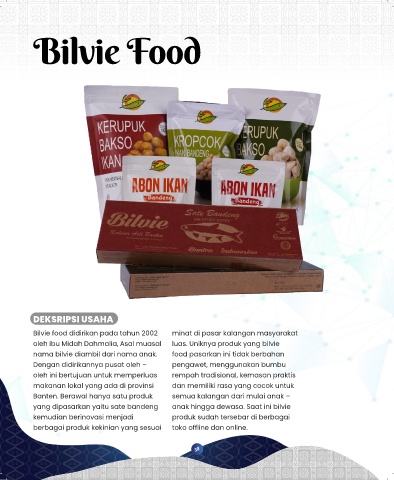 Bilvie Food
KERUPUK
BAKSO
IKAN
KROPCOK
IKAN BANDENG
KERUPUK
BAKSO
ABON IKAN
Bandeng
ABON IKAN
Bandeng
Bilvie
Sate Bandeng
DEKSRIPSI USAHA
Bilvie food didirikan pada tahun 2002
oleh Ibu Midah Dahmalia, Asal muasal
nama bilvie diambil dari nama anak.
Dengan didirikannya pusat oleh –
oleh ini bertujuan untuk memperluas
makanan lokal yang ada di provinsi
Banten. Berawal hanya satu produk
yang dipasarkan yaitu sate bandeng
kemudian berinovasi menjadi
berbagai produk kekinian yang sesuai
minat di pasar kalangan masyarakat
luas. Uniknya produk yang bilvie
food pasarkan ini tidak berbahan
pengawet, menggunakan bumbu
rempah tradisional, kemasan praktis
dan memiliki rasa yang cocok untuk
semua kalangan dari mulai anak –
anak hingga dewasa. Saat ini bilvie
produk sudah tersebar di berbagai
toko offline dan online.